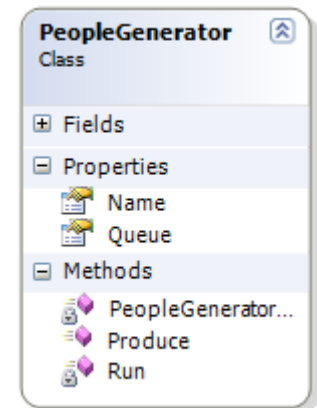 PeopleGenerator
Class
Fields
Properties
Name
Queue
Methods
PeopleGenerator...
Produce
Run